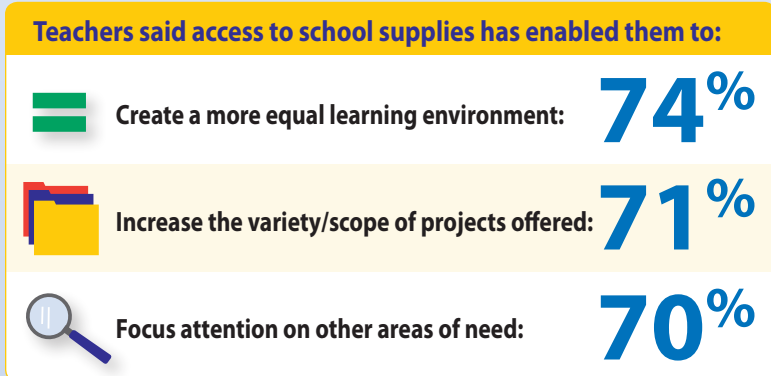 Teachers said access to school supplies has enabled them to:
Create a more equal learning environment: 74%
Increase the variety/scope of projects offered: 71%
Focus attention on other areas of need: 70%